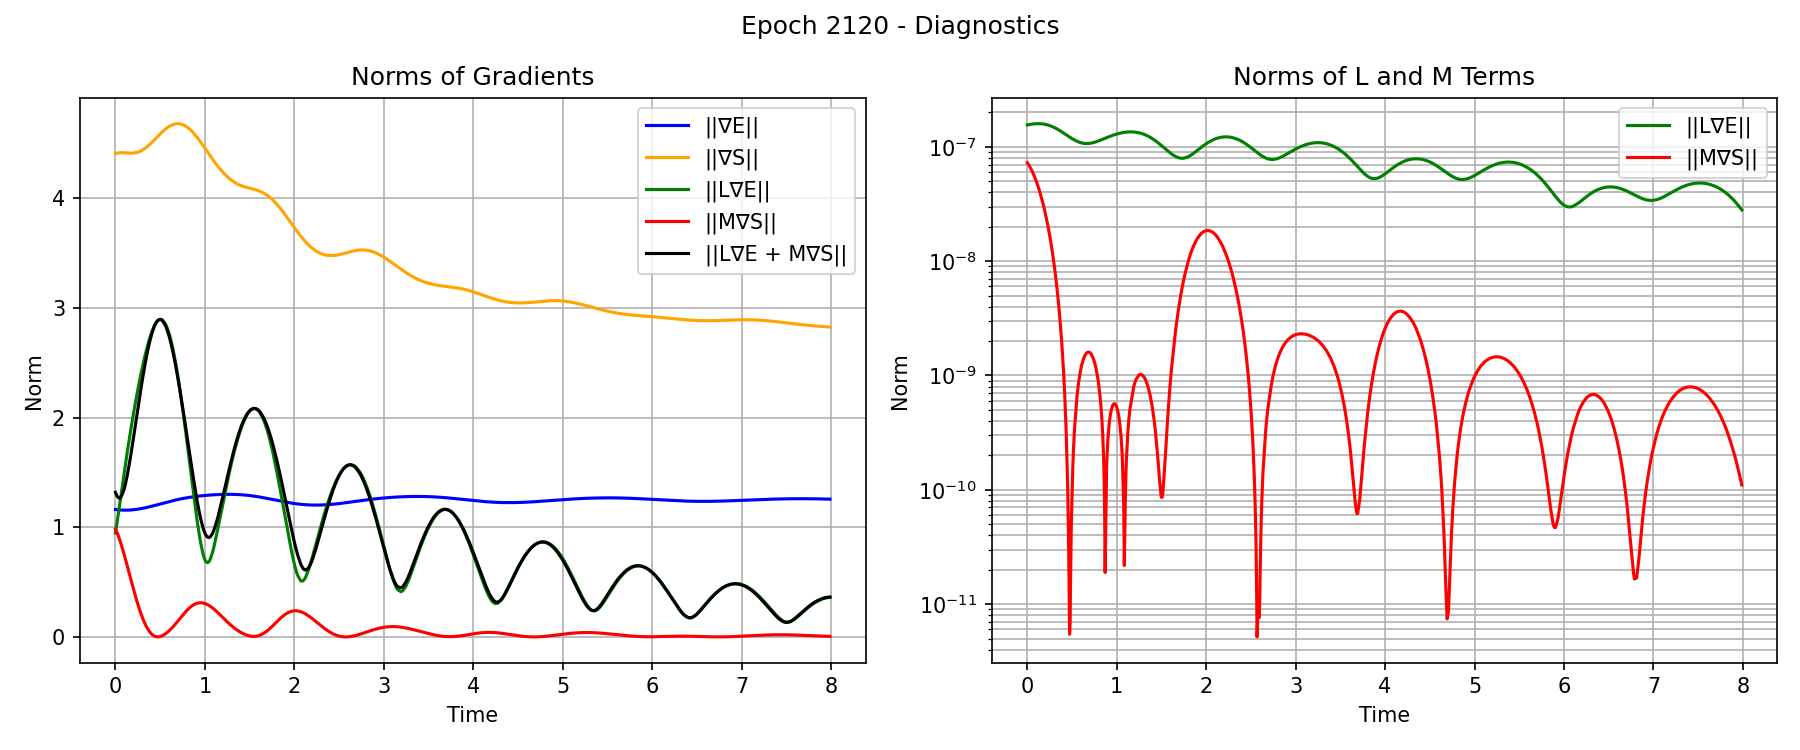 Epoch 2120 - Diagnostics
Norms of Gradients
Norm
4
3
2
1
0
||∇E||
||∇S||
||L∇E||
||M∇S||
||L∇E + M∇S||
0 1 2 3 4 5 6 7 8
Time
Norms of L and M Terms
Norm
10⁻⁷
10⁻⁸
10⁻⁹
10⁻¹⁰
10⁻¹¹
||L∇E||
||M∇S||
0 1 2 3 4 5 6 7 8
Time